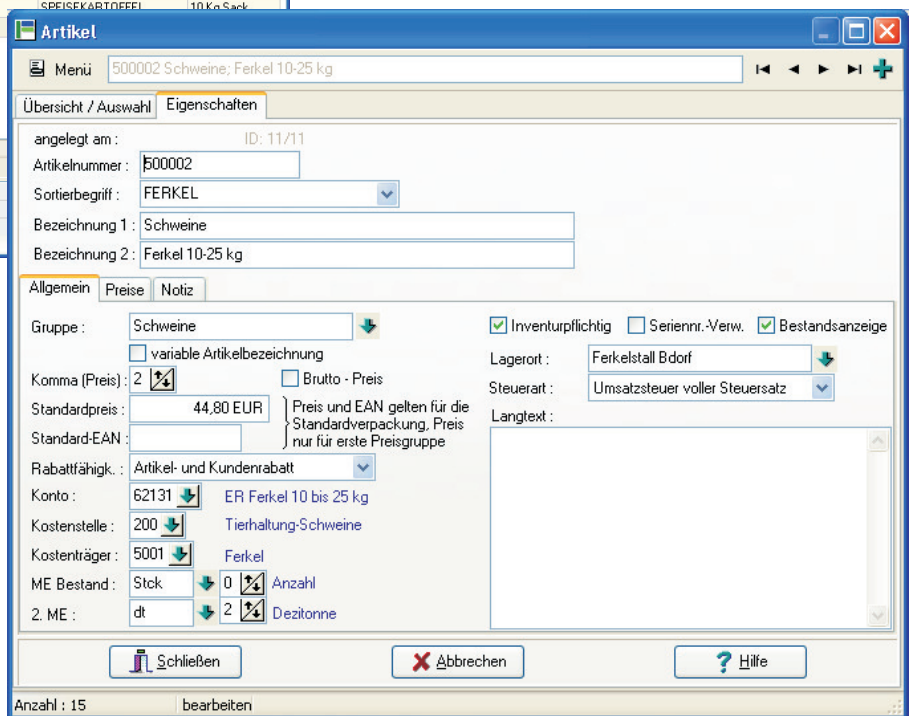 SPEISEKARTOFFEL 10 Kg Sack
Artikel
Menü 500002 Schweine; Ferkel 10-25 kg
Übersicht / Auswahl Eigenschaften
angelegt am : ID: 11/11
Artikelnummer : 500002
Sortierbegriff : FERKEL
Bezeichnung 1 : Schweine
Bezeichnung 2 : Ferkel 10-25 kg
Allgemein Preise Notiz
Gruppe : Schweine
variable Artikelbezeichnung
Komma (Preis) : 2 Brutto - Preis
Standardpreis : 44,80 EUR
Standard-EAN :
Preis und EAN gelten für die
Standardverpackung, Preis
nur für erste Preisgruppe
Rabattfähigk. : Artikel- und Kundenrabatt
Konto : 62131 ER Ferkel 10 bis 25 kg
Kostenstelle : 200 Tierhaltung-Schweine
Kostenträger : 5001 Ferkel
ME Bestand : Stck 0 Anzahl
2. ME : dt 2 Dezitonne
Inventurpflichtig Seriennr.-Verw. Bestandsanzeige
Lagerort : Ferkelstall Bdorf
Steuerart : Umsatzsteuer voller Steuersatz
Langtext :
Schließen Abbrechen Hilfe
Anzahl : 15 bearbeiten